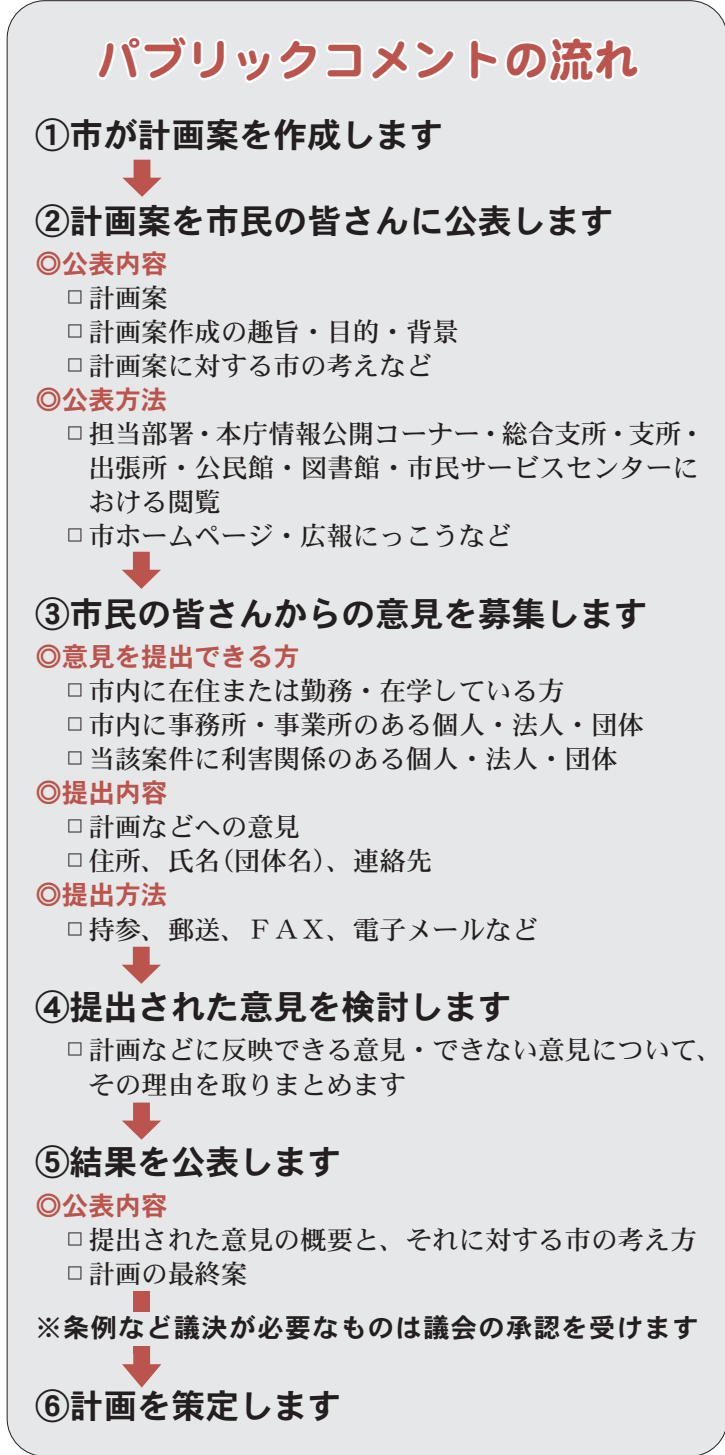 パブリックコメントの流れ
①市が計画案を作成します
②計画案を市民の皆さんに公表します
◎公表内容
□計画案
□計画案作成の趣旨・目的・背景
□計画案に対する市の考えなど
◎公表方法
□担当部署・本庁情報公開コーナー・総合支所・支所・
出張所・公民館・図書館・市民サービスセンターに
おける閲覧
□市ホームページ・広報にっこうなど
③市民の皆さんからの意見を募集します
◎意見を提出できる方
□市内に在住または勤務・在学している方
□市内に事務所・事業所のある個人・法人・団体
□当該案件に利害関係のある個人・法人・団体
◎提出内容
□計画などへの意見
□住所、氏名(団体名)、連絡先
◎提出方法
□持参、郵送、ＦＡＸ、電子メールなど
④提出された意見を検討します
□計画などに反映できる意見・できない意見について、
その理由を取りまとめます
⑤結果を公表します
◎公表内容
□提出された意見の概要と、それに対する市の考え方
□計画の最終案
※条例など議決が必要なものは議会の承認を受けます
⑥計画を策定します